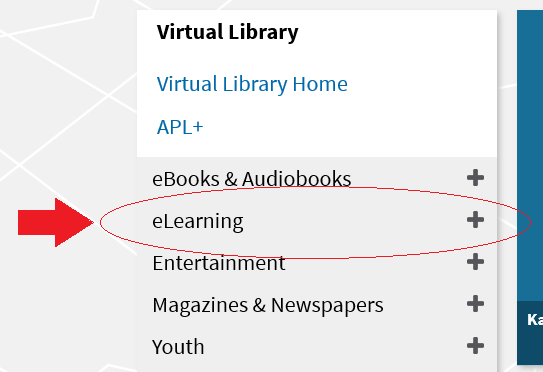 Virtual Library
Virtual Library Home
APL+
eBooks & Audiobooks
eLearning
Entertainment
Magazines & Newspapers
Youth